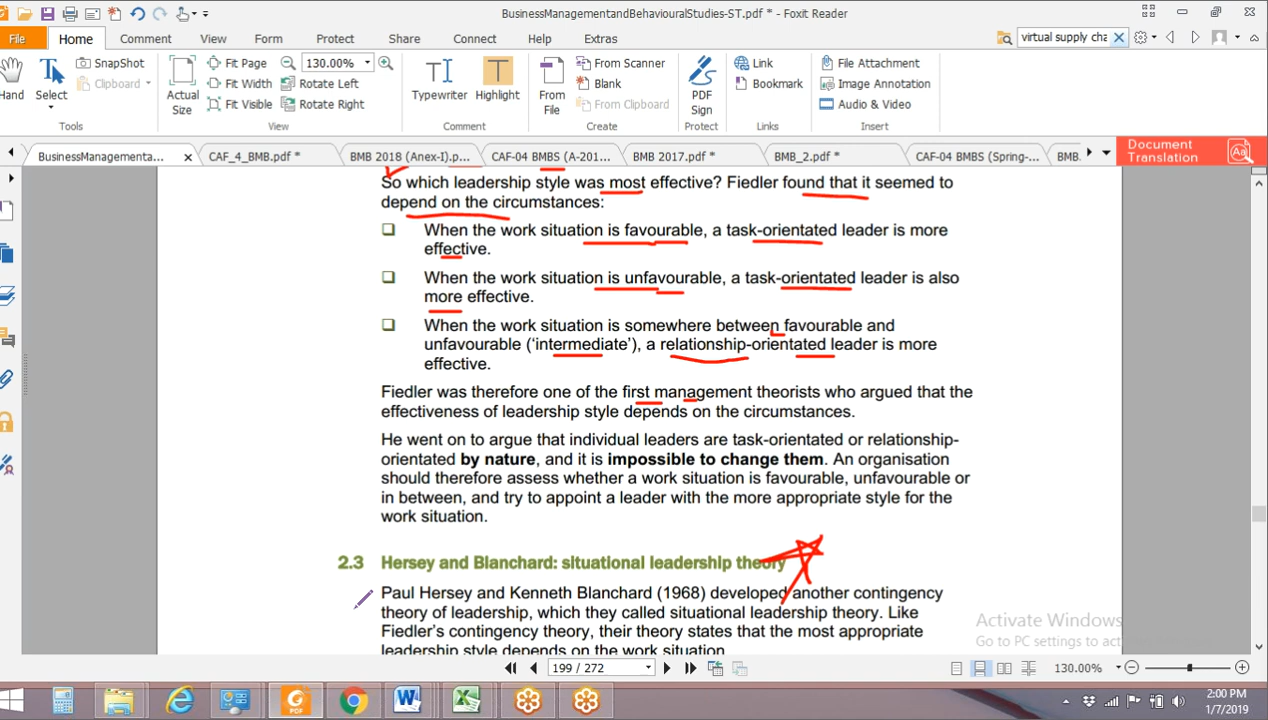 BusinessManagementandBehaviouralStudies-ST.pdf * - Foxit Reader
File Home Comment View Form Protect Share Connect Help Extras virtual supply cha
Hand Select SnapShot Clipboard Actual Size Fit Page Fit Width Fit Visible 130.00% Rotate Left Rotate Right Typewriter Highlight From File From Scanner Blank From Clipboard PDF Sign Link Bookmark File Attachment Image Annotation Audio & Video
Tools View Comment Create Protect Links Insert
BusinessManagementa... CAF_4_BMB.pdf * BMB 2018 (Anex-I).p... CAF-04 BMBS (A-201... BMB 2017.pdf * BMB_2.pdf * CAF-04 BMBS (Spring-... BMB. Document Translation
So which leadership style was most effective? Fiedler found that it seemed to
depend on the circumstances:
When the work situation is favourable, a task-orientated leader is more
effective.
When the work situation is unfavourable, a task-orientated leader is also
more effective.
When the work situation is somewhere between favourable and
unfavourable (‘intermediate’), a relationship-orientated leader is more
effective.
Fiedler was therefore one of the first management theorists who argued that the
effectiveness of leadership style depends on the circumstances.
He went on to argue that individual leaders are task-orientated or relationship-
orientated by nature, and it is impossible to change them. An organisation
should therefore assess whether a work situation is favourable, unfavourable or
in between, and try to appoint a leader with the more appropriate style for the
work situation.
2.3 Hersey and Blanchard: situational leadership theory
Paul Hersey and Kenneth Blanchard (1968) developed another contingency
theory of leadership, which they called situational leadership theory. Like
Fiedler’s contingency theory, their theory states that the most appropriate
leadership style depends on the work situation.
Activate Windows
Go to PC settings to
199 / 272 130.00%
2:00 PM
1/7/2019